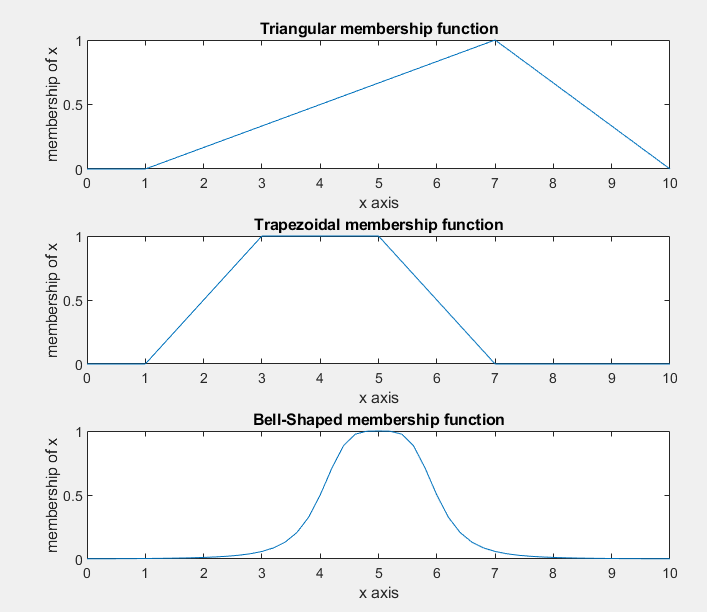 Triangular membership function
membership of x
1
0.5
0
0 1 2 3 4 5 6 7 8 9 10
x axis
Trapezoidal membership function
membership of x
1
0.5
0
0 1 2 3 4 5 6 7 8 9 10
x axis
Bell-Shaped membership function
membership of x
1
0.5
0
0 1 2 3 4 5 6 7 8 9 10
x axis